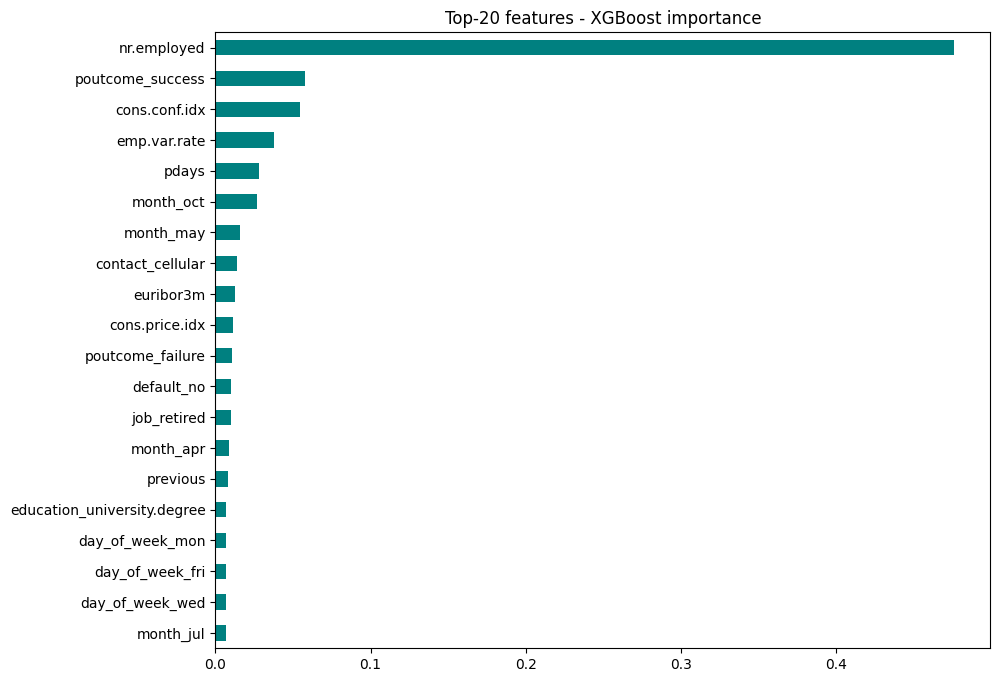 Top-20 features - XGBoost importance
nr.employed
poutcome_success
cons.conf.idx
emp.var.rate
pdays
month_oct
month_may
contact_cellular
euribor3m
cons.price.idx
poutcome_failure
default_no
job_retired
month_apr
previous
education_university.degree
day_of_week_mon
day_of_week_fri
day_of_week_wed
month_jul
0.0 0.1 0.2 0.3 0.4